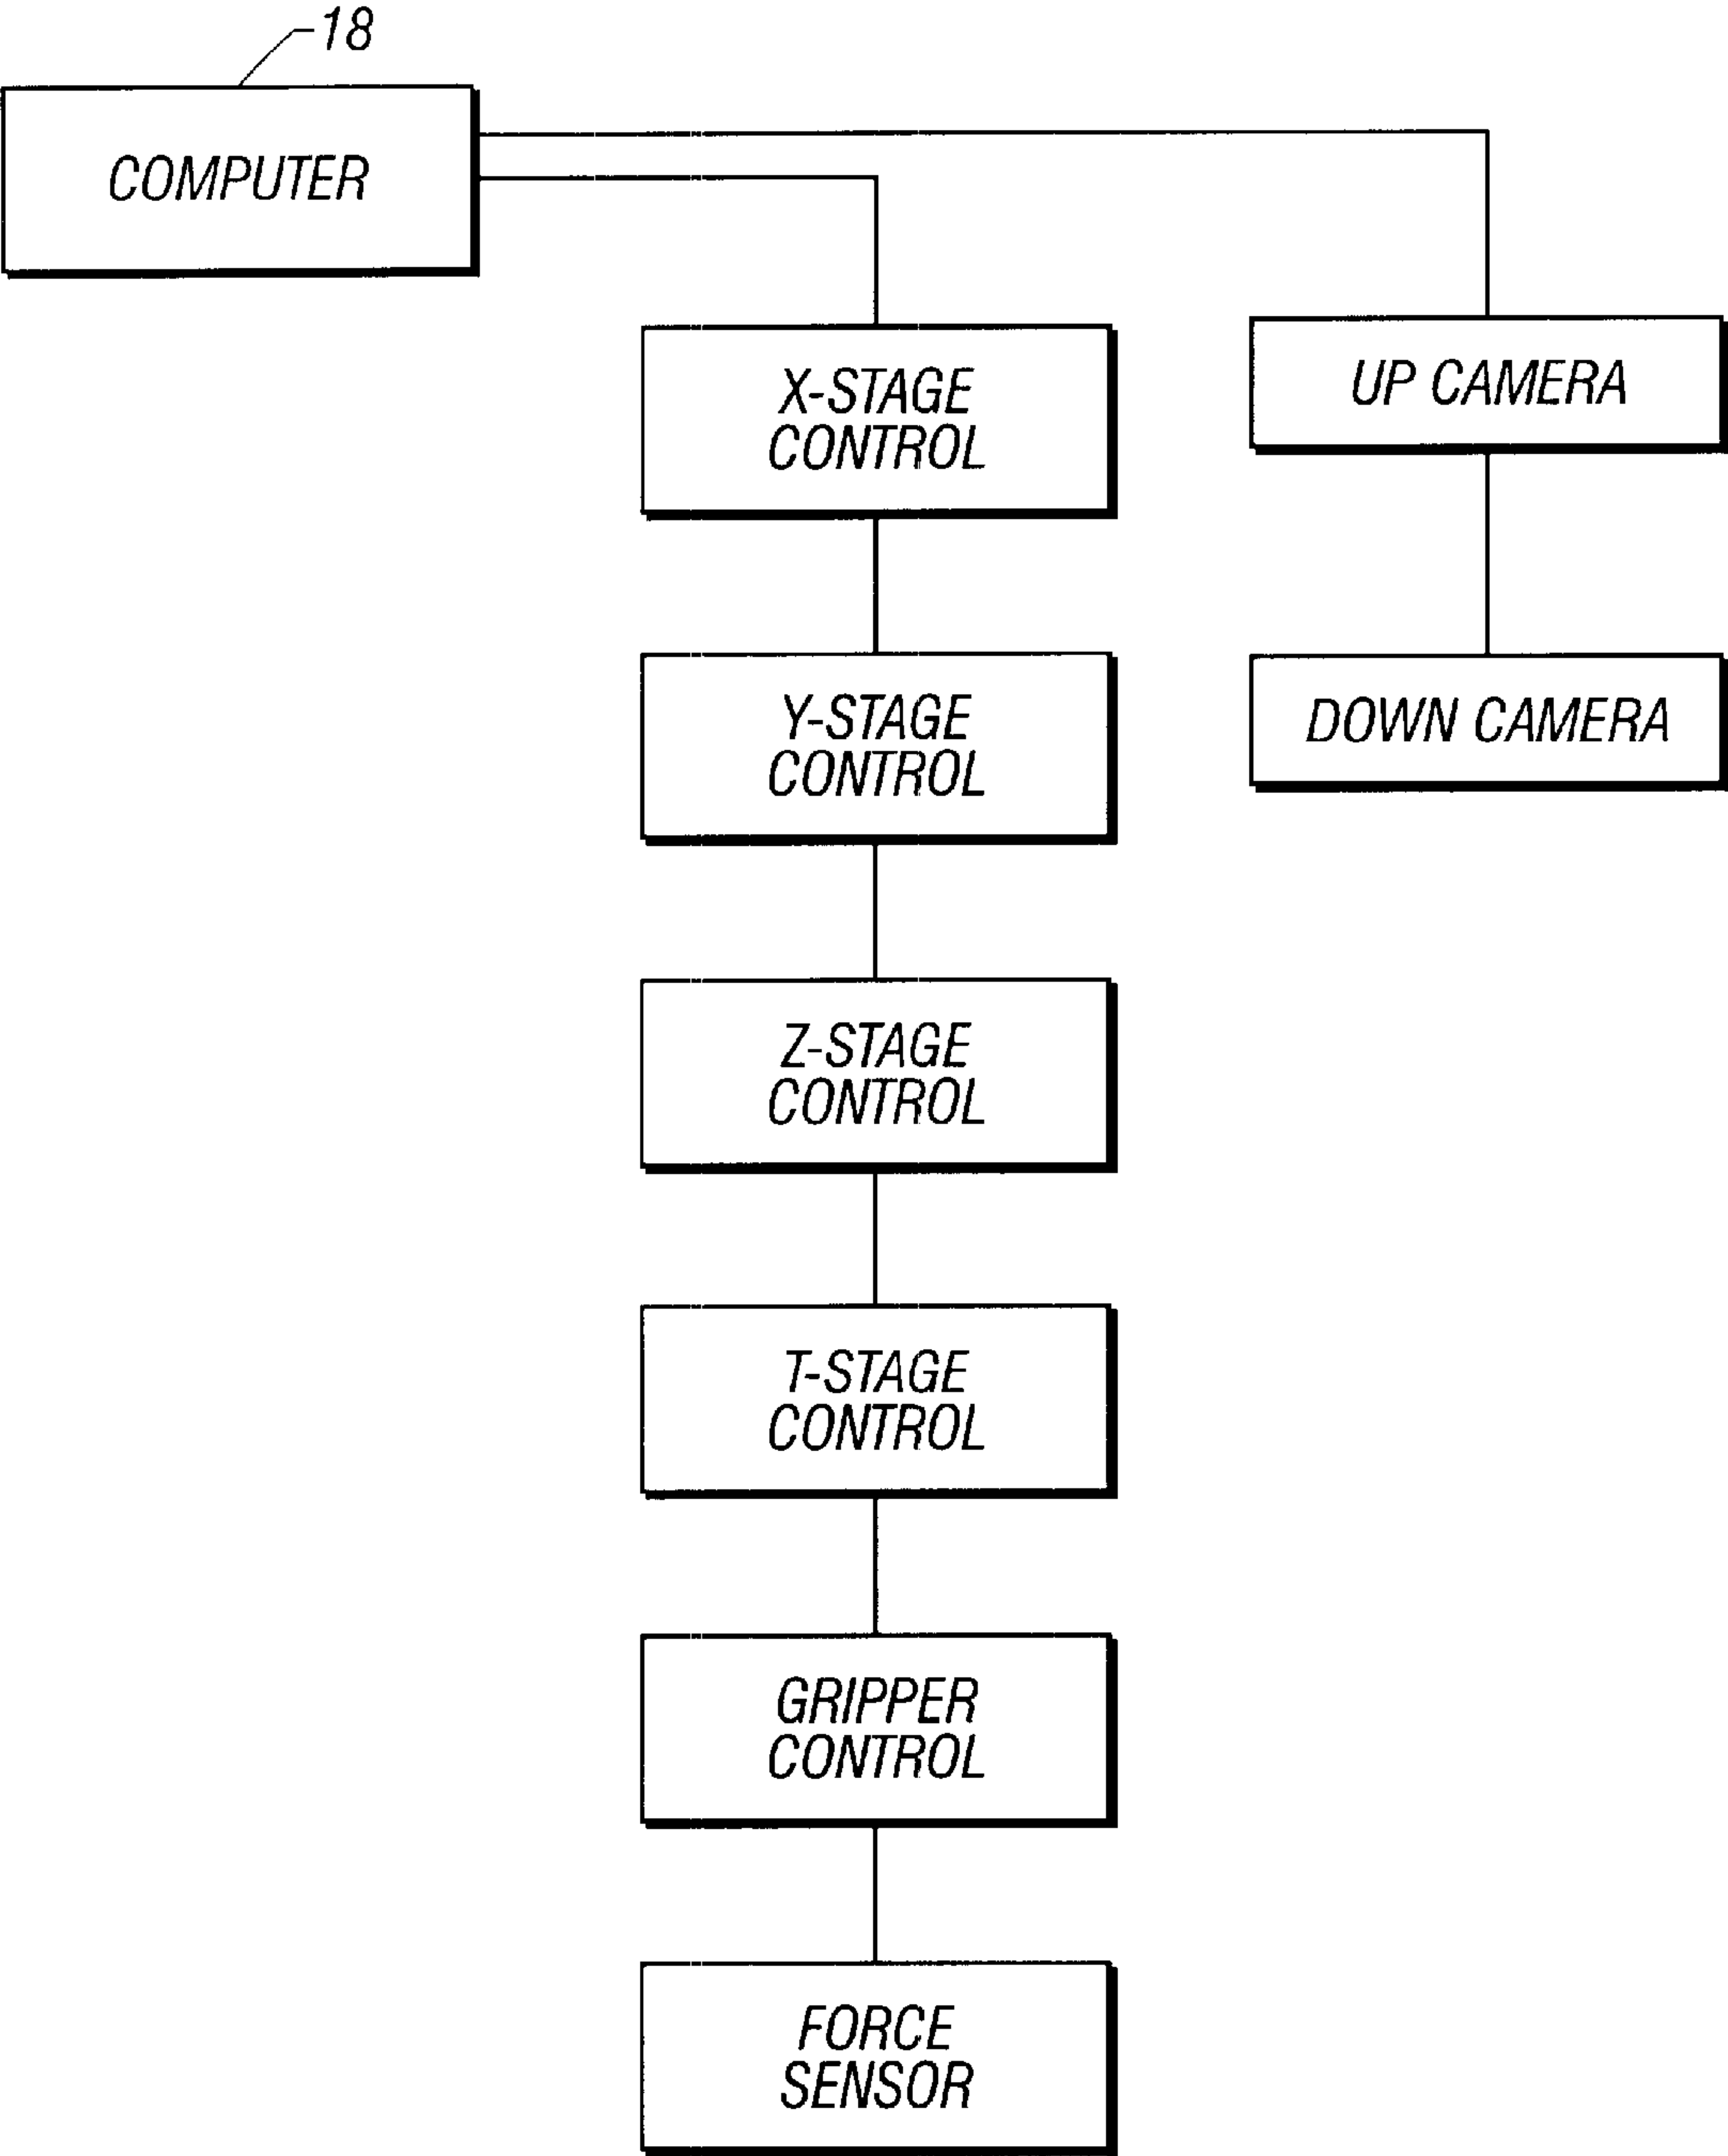 18
COMPUTER
X-STAGE
CONTROL
UP CAMERA
Y-STAGE
CONTROL
DOWN CAMERA
Z-STAGE
CONTROL
T-STAGE
CONTROL
GRIPPER
CONTROL
FORCE
SENSOR